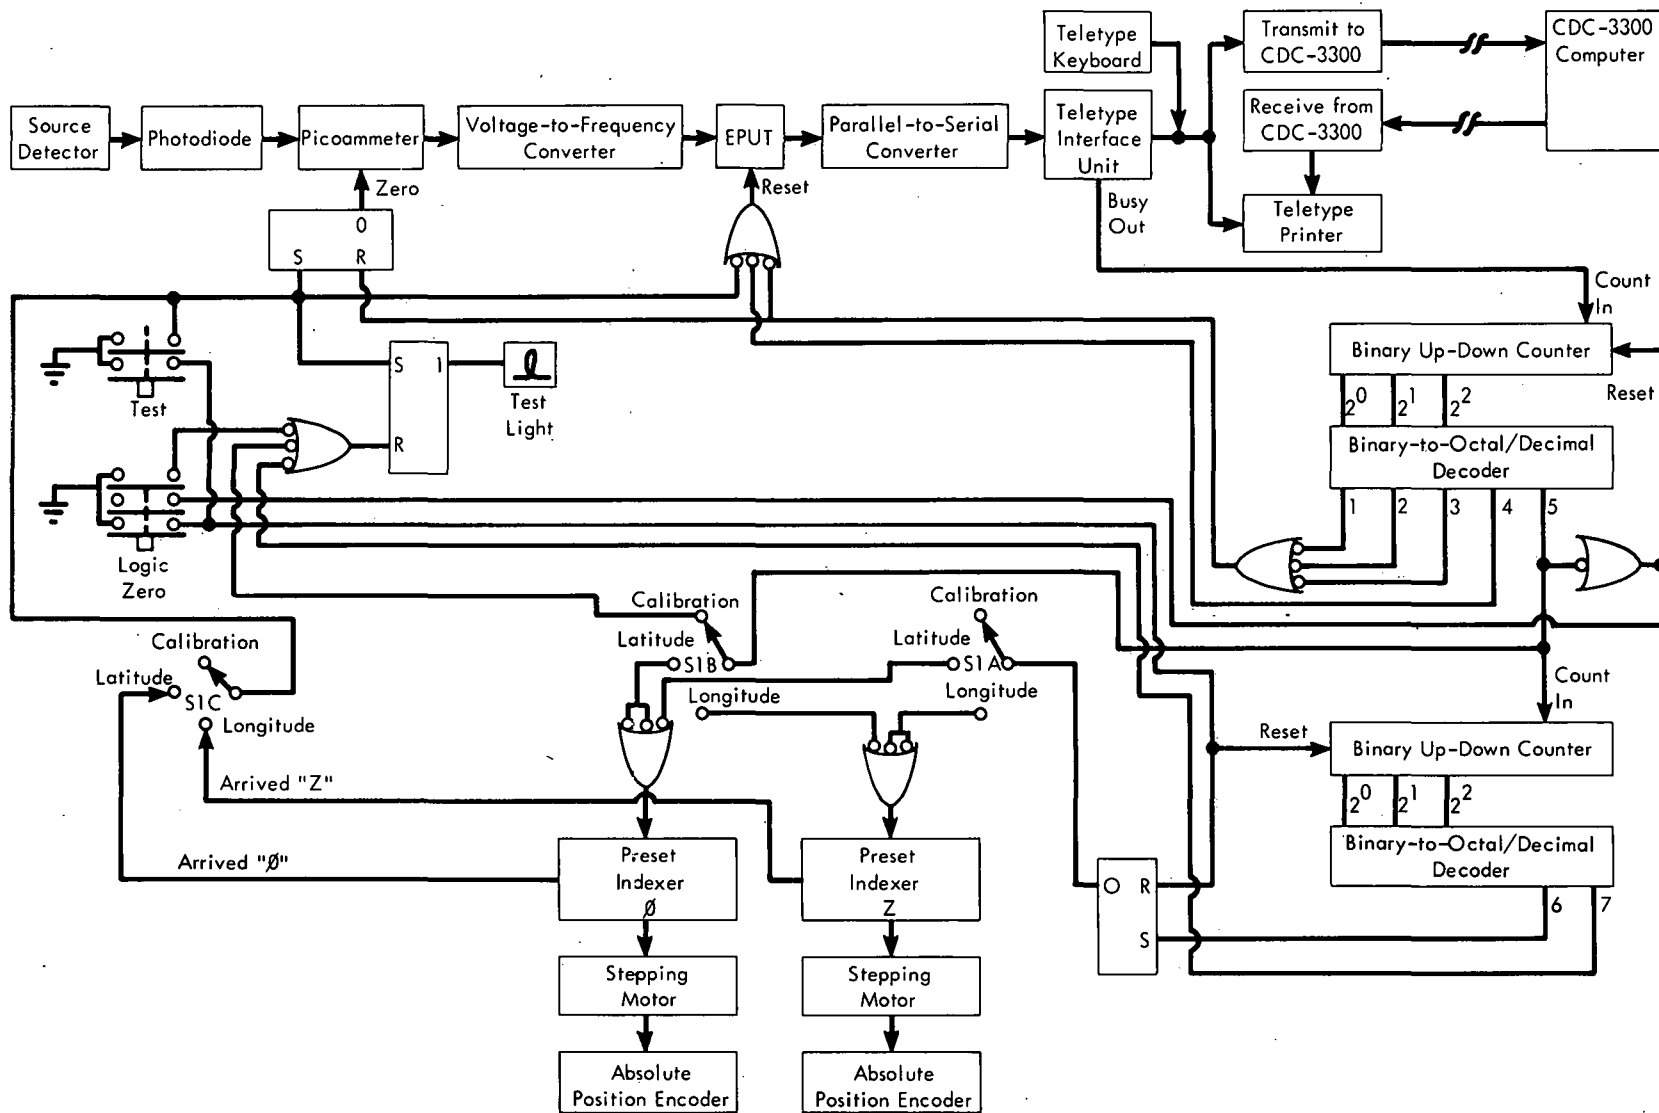 Teletype
Keyboard
Transmit to
CDC-3300
CDC-3300
Computer
Source
Detector
Photodiode
Picoammeter
Voltage-to-Frequency
Converter
EPUT
Parallel-to-Serial
Converter
Teletype
Interface
Unit
Receive from
CDC-3300
Zero
Reset
Busy
Out
Teletype
Printer
0
S R
Count
In
Binary Up-Down Counter
Reset
2^0 2^1 2^2
Test
S 1
R
Test
Light
Binary-to-Octal/Decimal
Decoder
1 2 3 4 5
Logic
Zero
Calibration
Latitude
S1B
Longitude
Calibration
Latitude
S1A
Longitude
Calibration
Latitude
S1C
Longitude
Count
In
Reset
Binary Up-Down Counter
2^0 2^1 2^2
Arrived "Z"
Arrived "Ø"
Preset
Indexer
Ø
Preset
Indexer
Z
O R
S
Binary-to-Octal/Decimal
Decoder
6 7
Stepping
Motor
Stepping
Motor
Absolute
Position Encoder
Absolute
Position Encoder